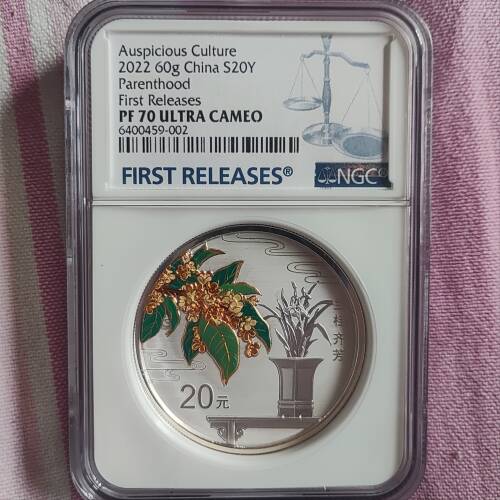 Auspicious Culture
2022 60g China S20Y
Parenthood
First Releases
PF 70 ULTRA CAMEO
6400459-002
FIRST RELEASES®
NGC®
桂齐芳
20元